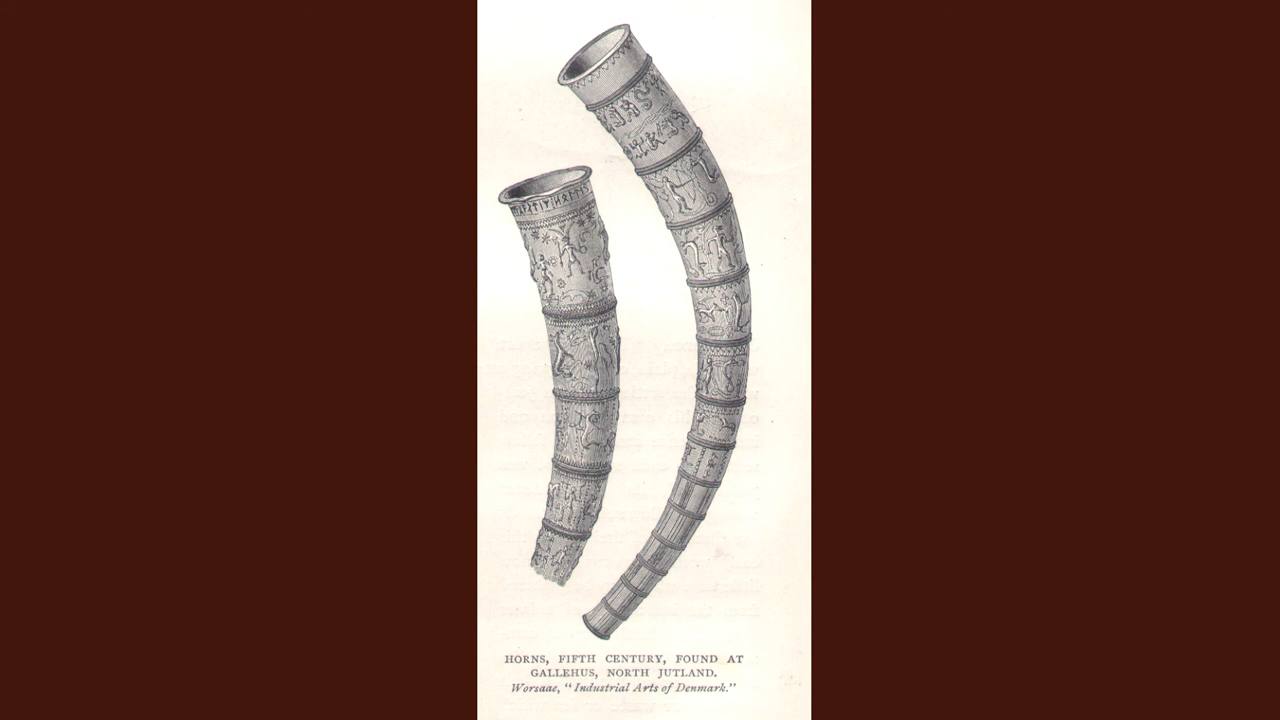 HORNS, FIFTH CENTURY, FOUND AT
GALLEHUS, NORTH JUTLAND.
Worsaae, "Industrial Arts of Denmark."